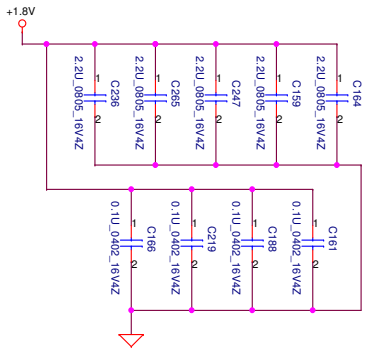 +1.8V
2.2U_0805_16V4Z
1
2
C236
2.2U_0805_16V4Z
1
2
C265
2.2U_0805_16V4Z
1
2
C247
2.2U_0805_16V4Z
1
2
C159
2.2U_0805_16V4Z
1
2
C164
0.1U_0402_16V4Z
1
2
C166
0.1U_0402_16V4Z
1
2
C219
0.1U_0402_16V4Z
1
2
C188
0.1U_0402_16V4Z
1
2
C161